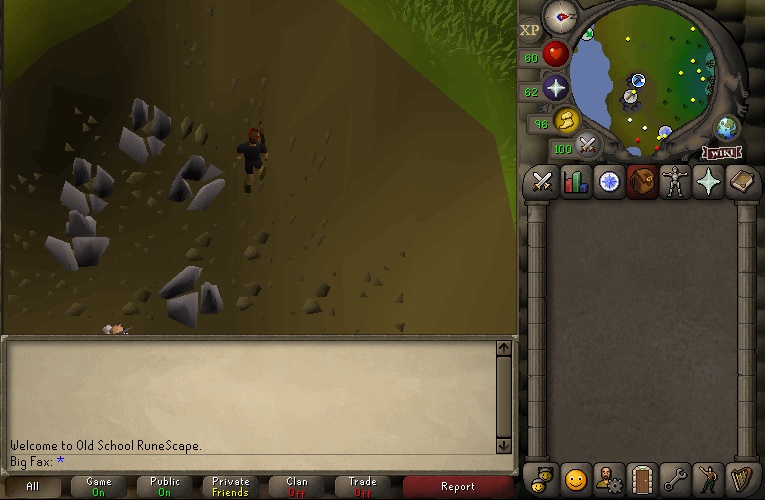 XP
60
62
96
100
WIKI
Welcome to Old School RuneScape.
Big Fax: *
All
Game
On
Public
On
Private
Friends
Clan
Off
Trade
Off
Report